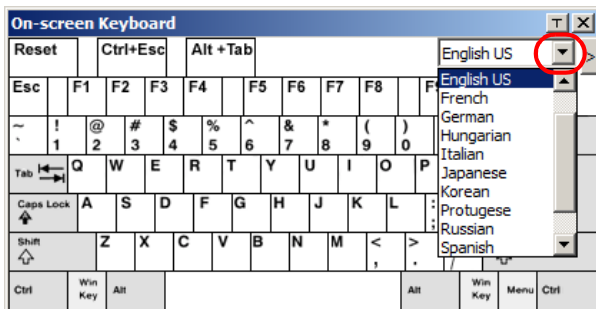 On-screen Keyboard
Reset Ctrl+Esc Alt +Tab English US >
English US
French
German
Hungarian
Italian
Japanese
Korean
Protugese
Russian
Spanish
Esc F1 F2 F3 F4 F5 F6 F7 F8
~ ! @ # $ % ^ & * ( )
` 1 2 3 4 5 6 7 8 9 0
Tab Q W E R T Y U I O P
Caps Lock A S D F G H J K L : ;
Shift Z X C V B N M < , > . /
Ctrl Win Key Alt Alt Win Key Menu Ctrl